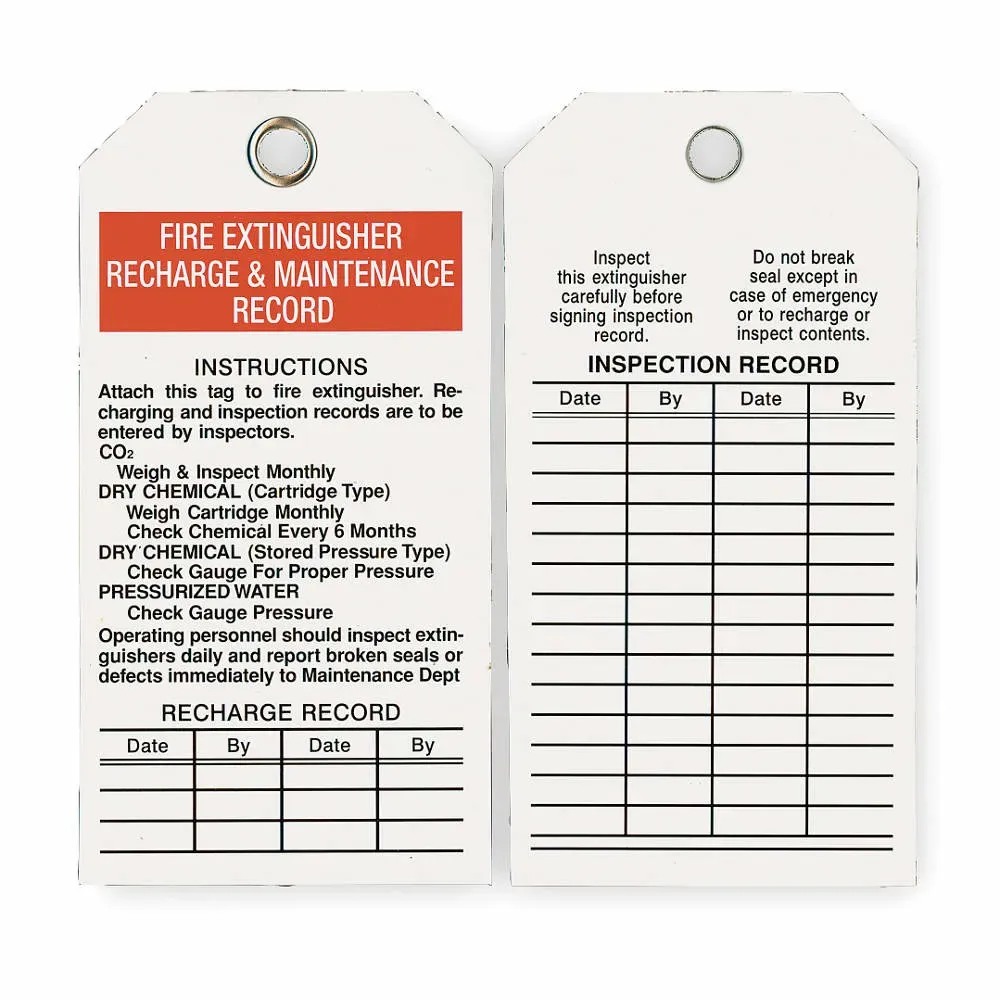 FIRE EXTINGUISHER
RECHARGE & MAINTENANCE
RECORD
INSTRUCTIONS
Attach this tag to fire extinguisher. Re-
charging and inspection records are to be
entered by inspectors.
CO₂
Weigh & Inspect Monthly
DRY CHEMICAL (Cartridge Type)
Weigh Cartridge Monthly
Check Chemical Every 6 Months
DRY CHEMICAL (Stored Pressure Type)
Check Gauge For Proper Pressure
PRESSURIZED WATER
Check Gauge Pressure
Operating personnel should inspect extin-
guishers daily and report broken seals or
defects immediately to Maintenance Dept
RECHARGE RECORD
Date By Date By
Inspect
this extinguisher
carefully before
signing inspection
record.
Do not break
seal except in
case of emergency
or to recharge or
inspect contents.
INSPECTION RECORD
Date By Date By